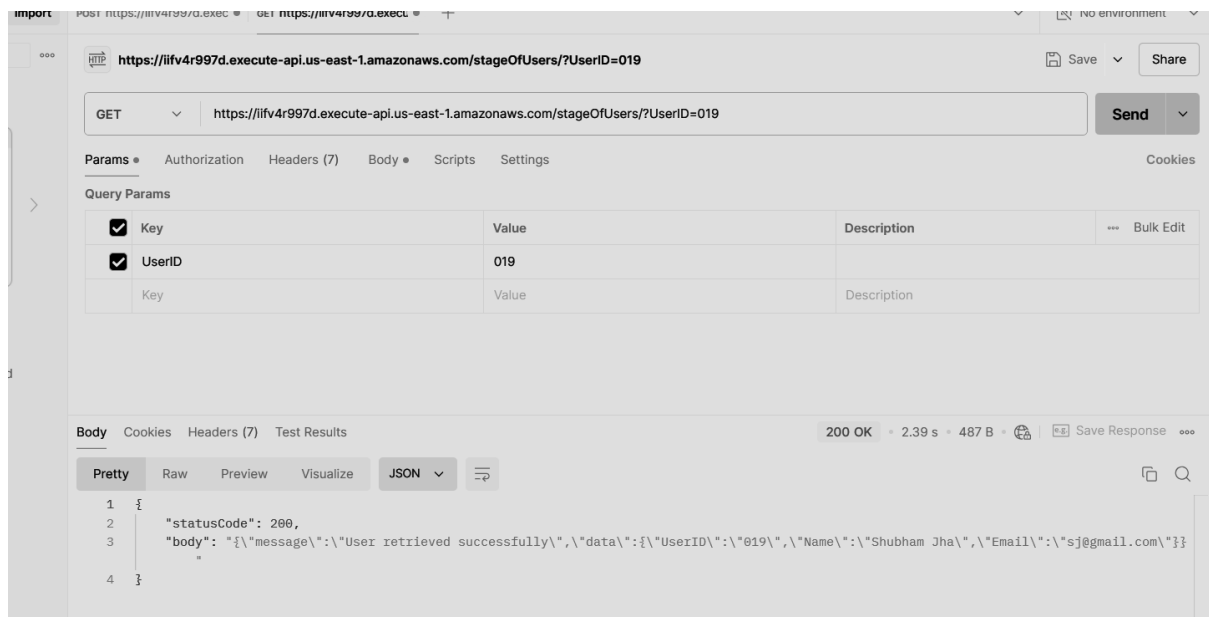 Import POST https://iifv4r997d.exec GET https://iifv4r997d.execu + No environment
HTTP https://iifv4r997d.execute-api.us-east-1.amazonaws.com/stageOfUsers/?UserID=019 Save Share
GET https://iifv4r997d.execute-api.us-east-1.amazonaws.com/stageOfUsers/?UserID=019 Send
Params Authorization Headers (7) Body Scripts Settings Cookies
Query Params
Key Value Description Bulk Edit
UserID 019
Key Value Description
d
Body Cookies Headers (7) Test Results 200 OK 2.39 s 487 B e.g. Save Response
Pretty Raw Preview Visualize JSON
1 {
2 "statusCode": 200,
3 "body": "{\"message\":\"User retrieved successfully\",\"data\":{\"UserID\":\"019\",\"Name\":\"Shubham Jha\",\"Email\":\"sj@gmail.com\"}}
"
4 }